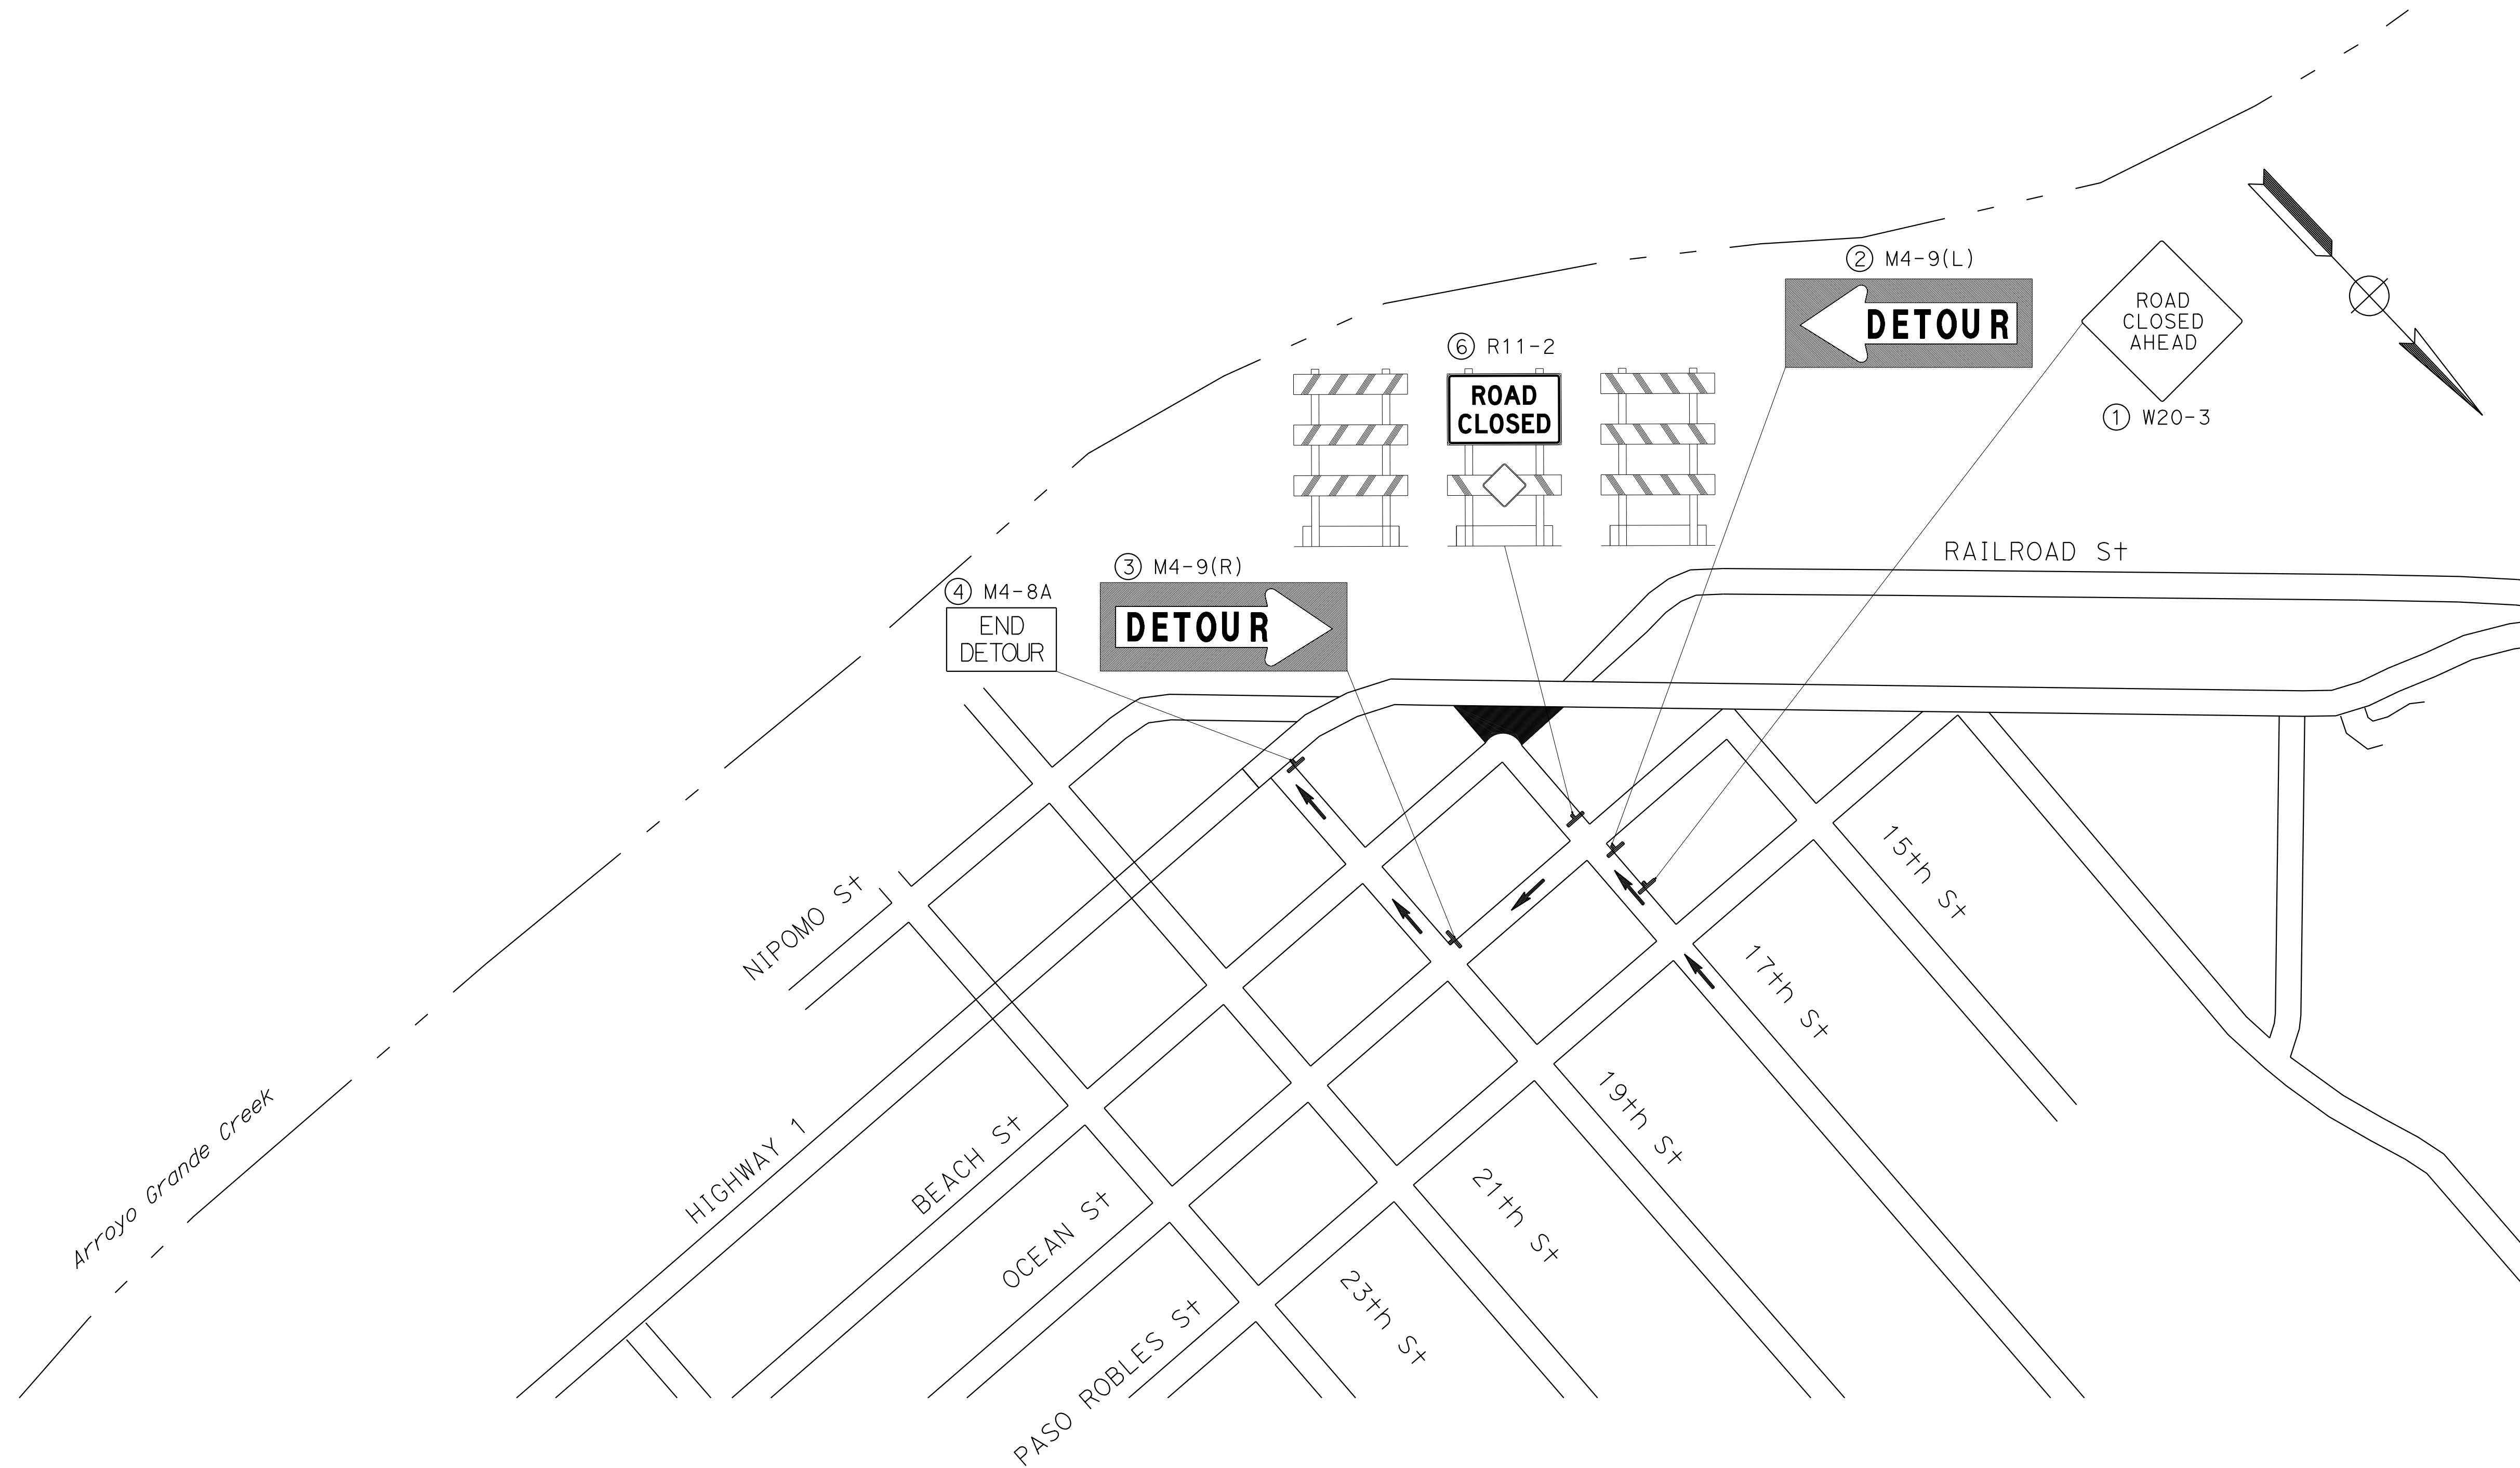 ② M4-9(L)
DETOUR
ROAD
CLOSED
AHEAD
① W20-3
⑥ R11-2
ROAD
CLOSED
RAILROAD St
③ M4-9(R)
DETOUR
④ M4-8A
END
DETOUR
NIPOMO St
15th St
17th St
19th St
21th St
23th St
HIGHWAY 1
BEACH St
OCEAN St
PASO ROBLES St
Arroyo Grande Creek